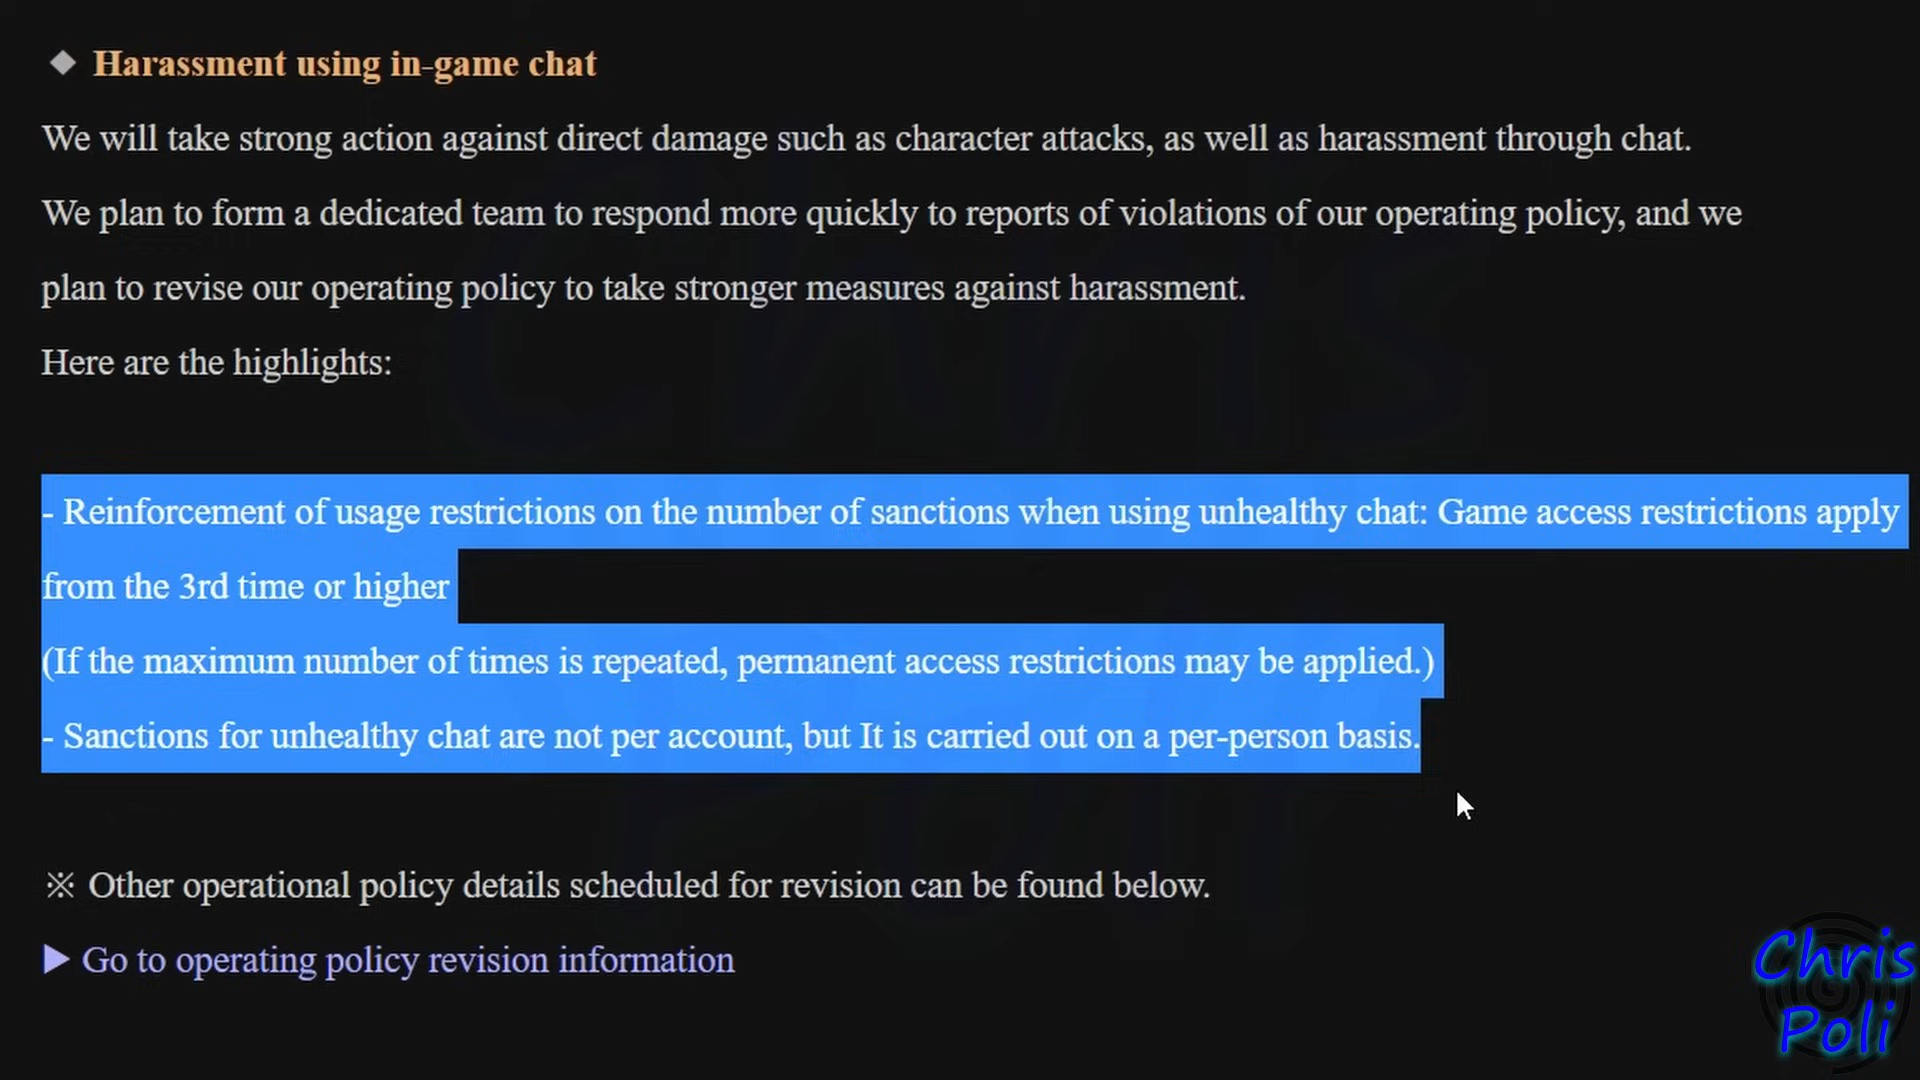 ◆ Harassment using in-game chat
We will take strong action against direct damage such as character attacks, as well as harassment through chat.
We plan to form a dedicated team to respond more quickly to reports of violations of our operating policy, and we
plan to revise our operating policy to take stronger measures against harassment.
Here are the highlights:
- Reinforcement of usage restrictions on the number of sanctions when using unhealthy chat: Game access restrictions apply
from the 3rd time or higher
(If the maximum number of times is repeated, permanent access restrictions may be applied.)
- Sanctions for unhealthy chat are not per account, but It is carried out on a per-person basis.
※ Other operational policy details scheduled for revision can be found below.
▶ Go to operating policy revision information
Chris
Poli